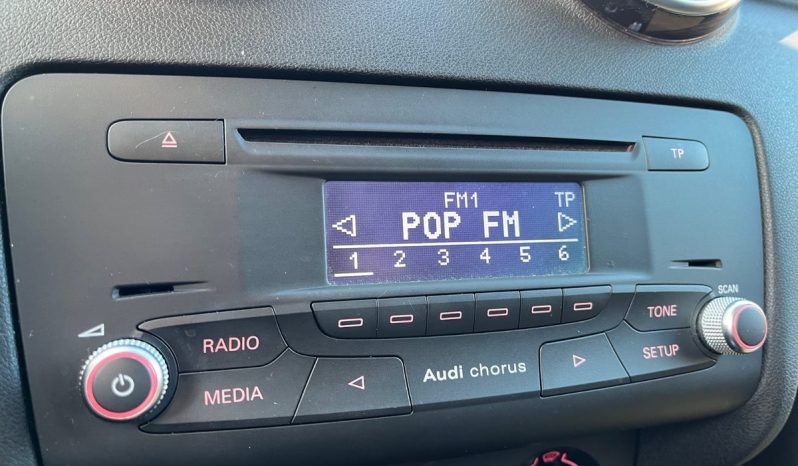 TP
FM1 TP
POP FM
1 2 3 4 5 6
SCAN
RADIO
TONE
MEDIA
Audi chorus
SETUP